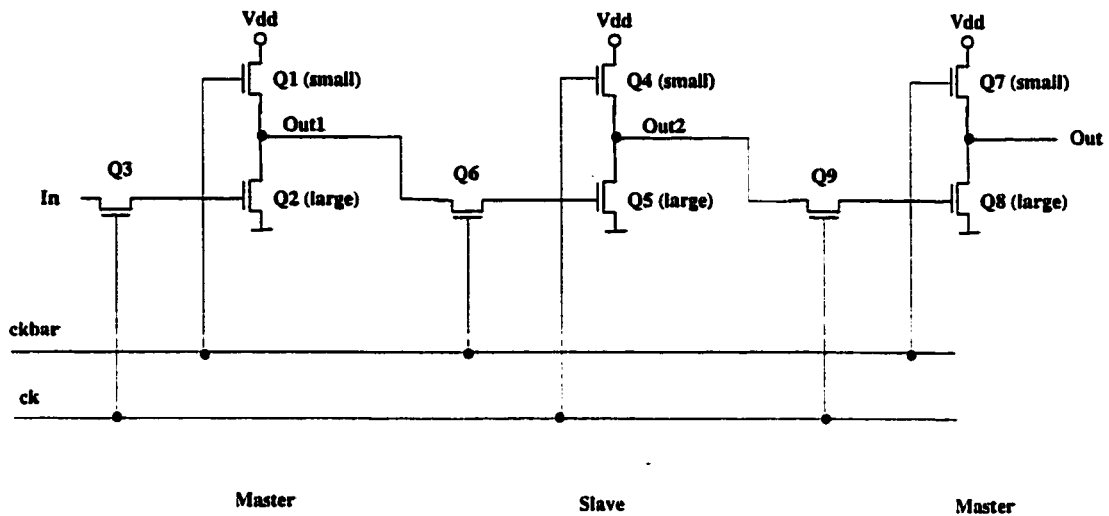 Vdd
Vdd
Vdd
Q1 (small)
Q4 (small)
Q7 (small)
Out1
Out2
Out
Q3
Q6
Q9
In
Q2 (large)
Q5 (large)
Q8 (large)
ckbar
ck
Master
Slave
Master